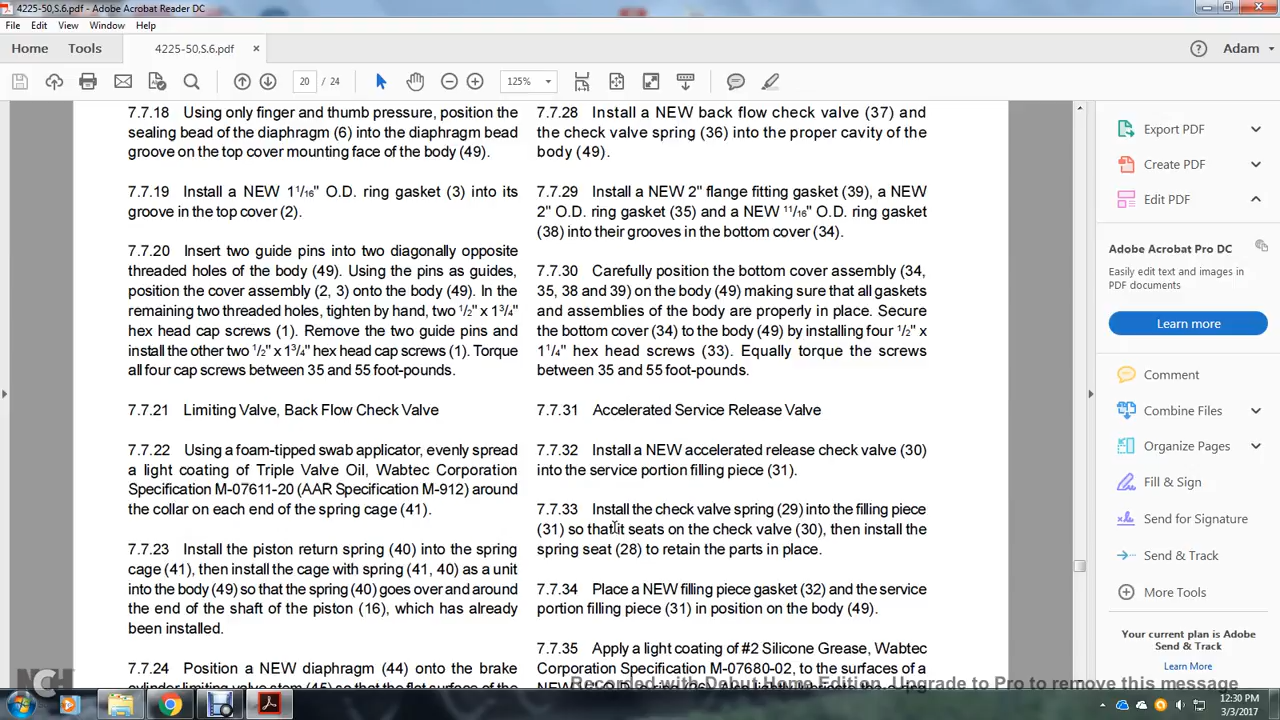 4225-50,S.6.pdf - Adobe Acrobat Reader DC
File Edit View Window Help
Home Tools 4225-50,S.6.pdf × Adam
20 / 24 125%
7.7.18 Using only finger and thumb pressure, position the
sealing bead of the diaphragm (6) into the diaphragm bead
groove on the top cover mounting face of the body (49).
7.7.19 Install a NEW 1 1/16" O.D. ring gasket (3) into its
groove in the top cover (2).
7.7.20 Insert two guide pins into two diagonally opposite
threaded holes of the body (49). Using the pins as guides,
position the cover assembly (2, 3) onto the body (49). In the
remaining two threaded holes, tighten by hand, two 1/2" x 1 3/4"
hex head cap screws (1). Remove the two guide pins and
install the other two 1/2" x 1 3/4" hex head cap screws (1). Torque
all four cap screws between 35 and 55 foot-pounds.
7.7.21 Limiting Valve, Back Flow Check Valve
7.7.22 Using a foam-tipped swab applicator, evenly spread
a light coating of Triple Valve Oil, Wabtec Corporation
Specification M-07611-20 (AAR Specification M-912) around
the collar on each end of the spring cage (41).
7.7.23 Install the piston return spring (40) into the spring
cage (41), then install the cage with spring (41, 40) as a unit
into the body (49) so that the spring (40) goes over and around
the end of the shaft of the piston (16), which has already
been installed.
7.7.24 Position a NEW diaphragm (44) onto the brake
cylinder limiting valve stem (45) so that the flat surface of the
7.7.28 Install a NEW back flow check valve (37) and
the check valve spring (36) into the proper cavity of the
body (49).
7.7.29 Install a NEW 2" flange fitting gasket (39), a NEW
2" O.D. ring gasket (35) and a NEW 11/16" O.D. ring gasket
(38) into their grooves in the bottom cover (34).
7.7.30 Carefully position the bottom cover assembly (34,
35, 38 and 39) on the body (49) making sure that all gaskets
and assemblies of the body are properly in place. Secure
the bottom cover (34) to the body (49) by installing four 1/2" x
1 1/4" hex head screws (33). Equally torque the screws
between 35 and 55 foot-pounds.
7.7.31 Accelerated Service Release Valve
7.7.32 Install a NEW accelerated release check valve (30)
into the service portion filling piece (31).
7.7.33 Install the check valve spring (29) into the filling piece
(31) so that it seats on the check valve (30), then install the
spring seat (28) to retain the parts in place.
7.7.34 Place a NEW filling piece gasket (32) and the service
portion filling piece (31) in position on the body (49).
7.7.35 Apply a light coating of #2 Silicone Grease, Wabtec
Corporation Specification M-07680-02, to the surfaces of a
Export PDF
Create PDF
Edit PDF
Adobe Acrobat Pro DC
Easily edit text and images in
PDF documents
Learn more
Comment
Combine Files
Organize Pages
Fill & Sign
Send for Signature
Send & Track
More Tools
Your current plan is Adobe
Send & Track
Learn More
Recorded with Debut Home Edition. Upgrade to Pro to remove this message
NCH
12:30 PM
3/3/2017